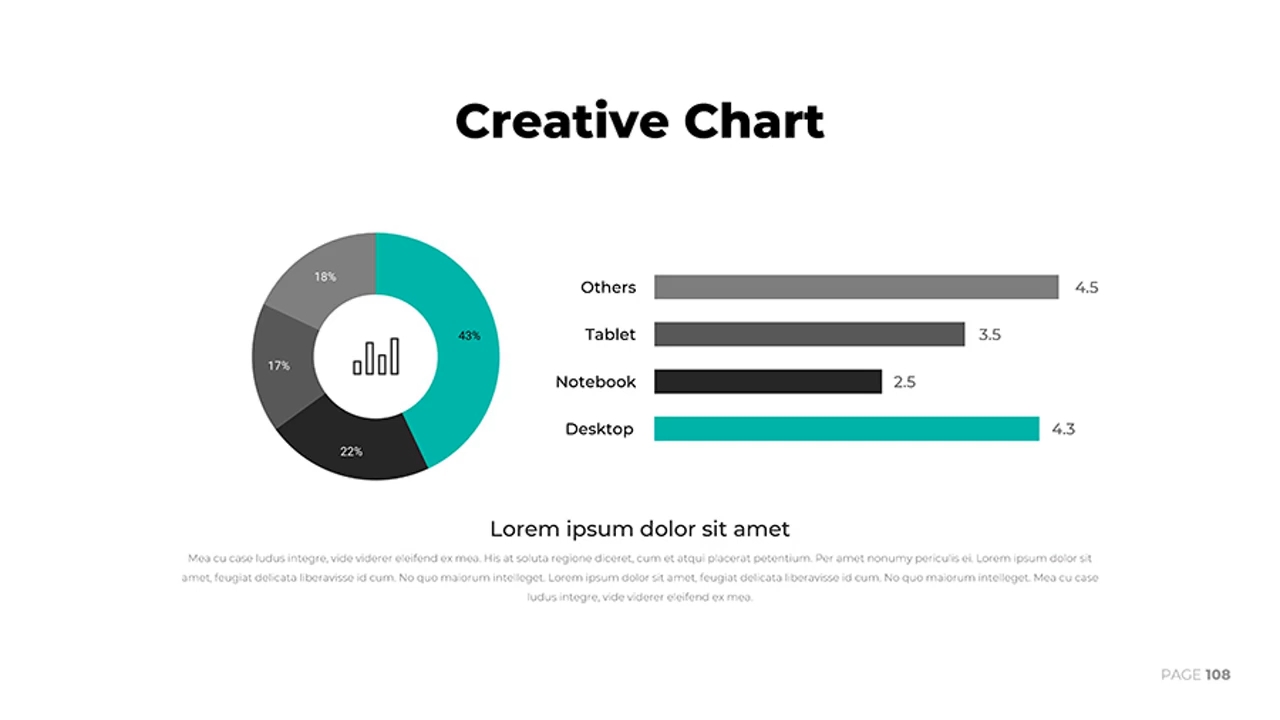 Creative Chart
18%
43%
17%
22%
Others 4.5
Tablet 3.5
Notebook 2.5
Desktop 4.3
Lorem ipsum dolor sit amet
Mea cu case ludus integre, vide viderer eleifend ex mea. His at soluta regione diceret, cum et atqui placerat petentium. Per amet nonumy periculis ei. Lorem ipsum dolor sit
amet, feugiat delicata liberavisse id cum. No quo maiorum intelleget. Lorem ipsum dolor sit amet, feugiat delicata liberavisse id cum. No quo maiorum intelleget. Mea cu case
ludus integre, vide viderer eleifend ex mea.
PAGE 108